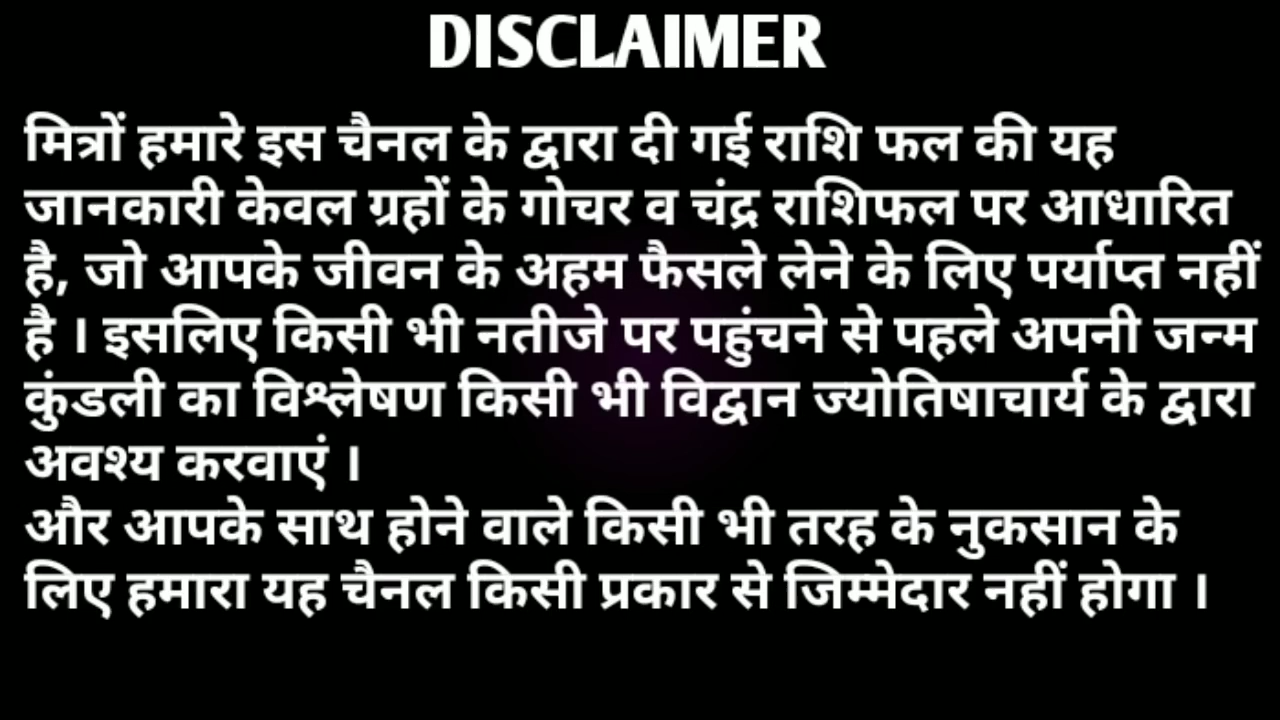 DISCLAIMER
मित्रों हमारे इस चैनल के द्वारा दी गई राशि फल की यह
जानकारी केवल ग्रहों के गोचर व चंद्र राशिफल पर आधारित
है, जो आपके जीवन के अहम फैसले लेने के लिए पर्याप्त नहीं
है । इसलिए किसी भी नतीजे पर पहुंचने से पहले अपनी जन्म
कुंडली का विश्लेषण किसी भी विद्वान ज्योतिषाचार्य के द्वारा
अवश्य करवाएं ।
और आपके साथ होने वाले किसी भी तरह के नुकसान के
लिए हमारा यह चैनल किसी प्रकार से जिम्मेदार नहीं होगा ।